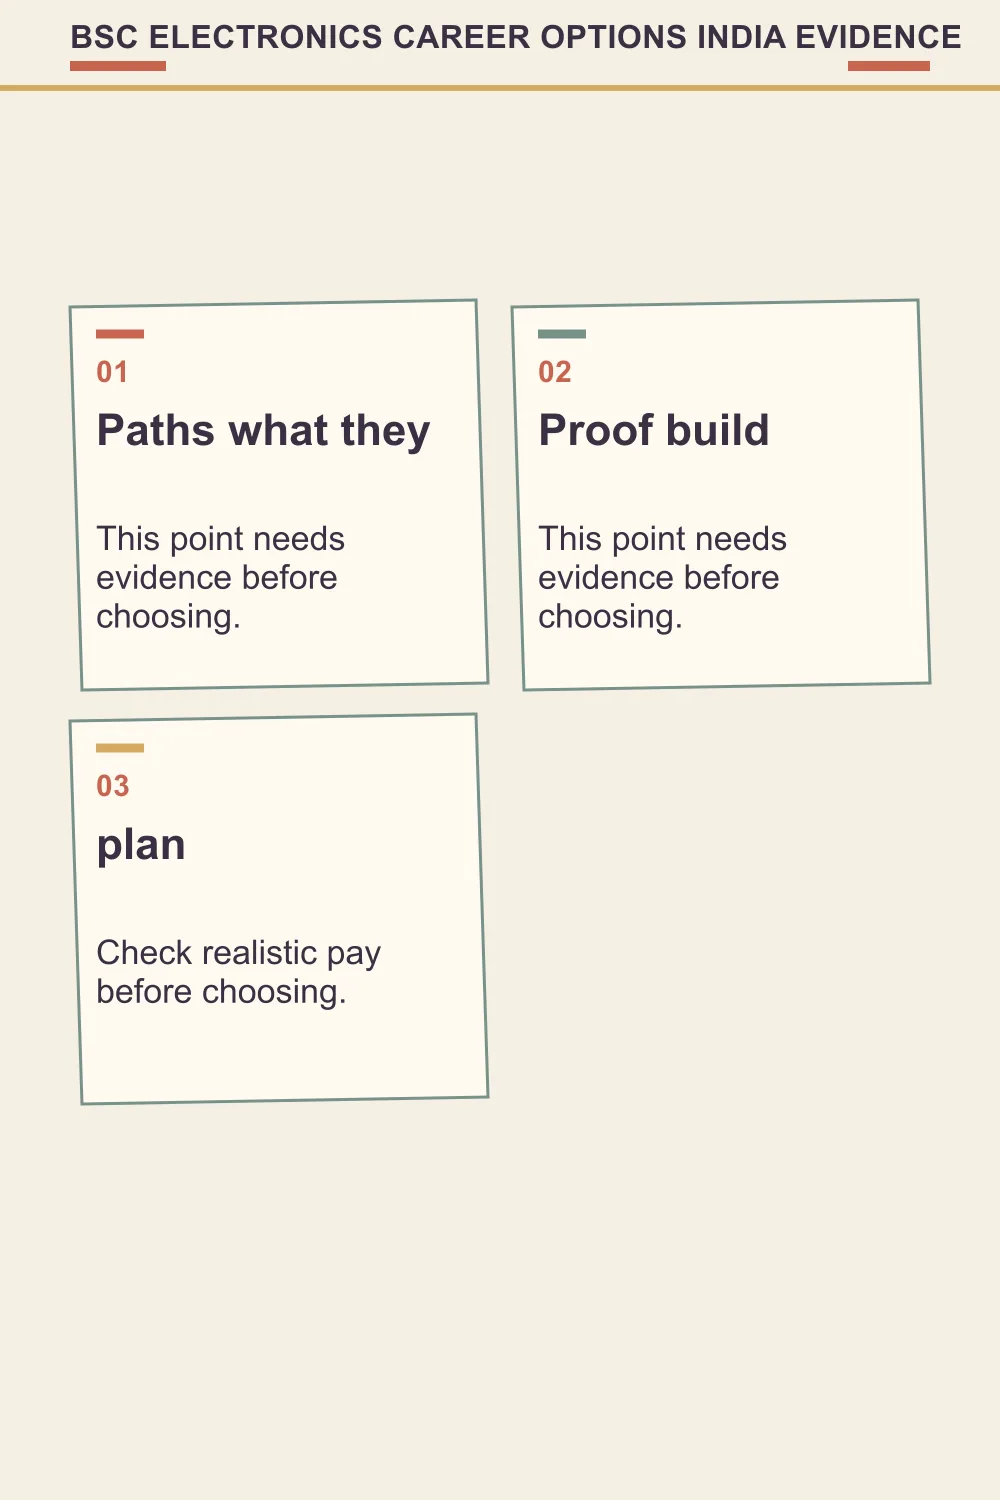 BSC ELECTRONICS CAREER OPTIONS INDIA EVIDENCE
01
Paths what they
This point needs
evidence before
choosing.
02
Proof build
This point needs
evidence before
choosing.
03
plan
Check realistic pay
before choosing.